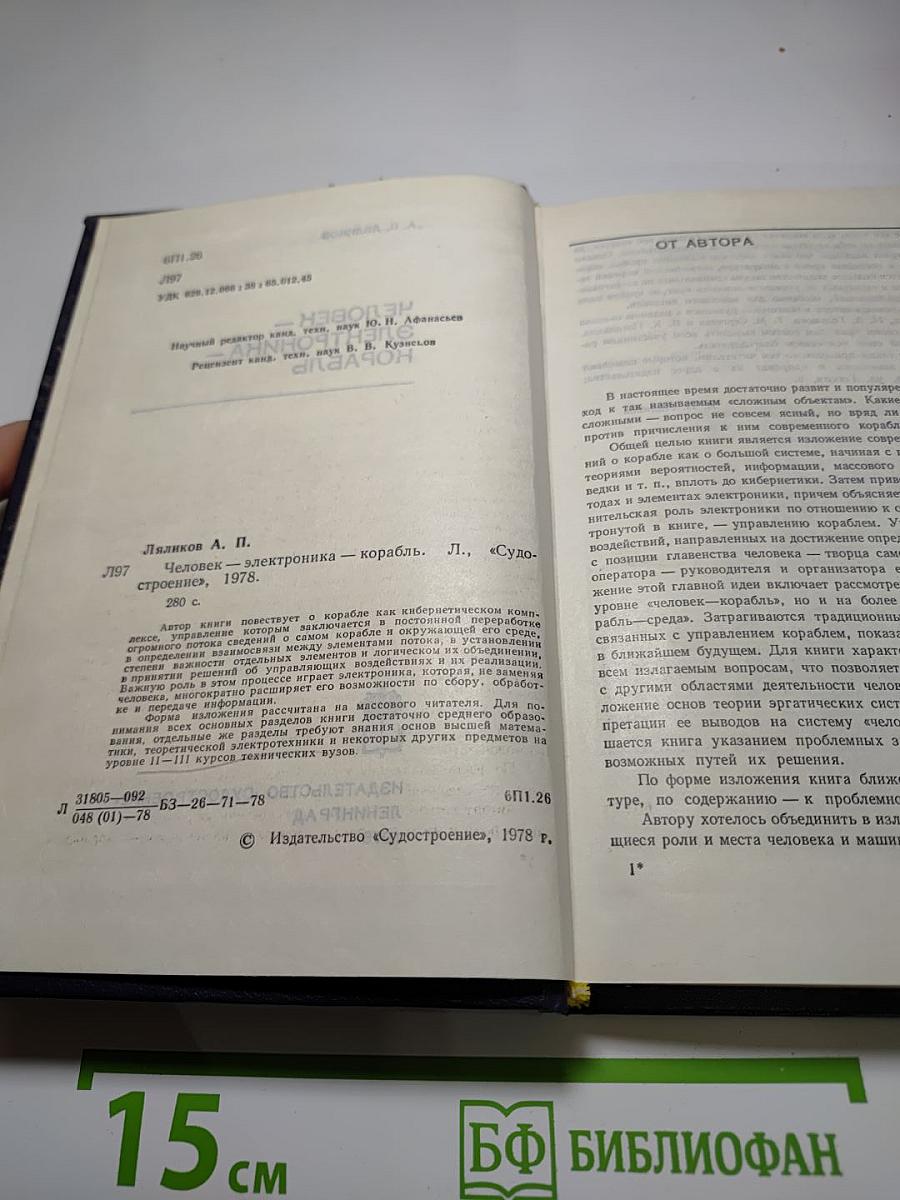 6П1.26
Л97
УДК 629.12.066 : 38 : 65.012.45
Научный редактор канд. техн. наук Ю. Н. Афанасьев
Рецензент канд. техн. наук В. В. Кузнецов
Ляликов А. П.
Л97 Человек — электроника — корабль. Л., «Судо-
строение», 1978.
280 с.
Автор книги повествует о корабле как кибернетическом комп-
лексе, управление которым заключается в постоянной переработке
огромного потока сведений о самом корабле и окружающей его среде,
в определении взаимосвязи между элементами потока, в установлении
степени важности отдельных элементов и логическом их объединении,
в принятии решений об управляющих воздействиях и их реализации.
Важную роль в этом процессе играет электроника, которая, не заменяя
человека, многократно расширяет его возможности по сбору, обработ-
ке и передаче информации.
Форма изложения рассчитана на массового читателя. Для по-
нимания всех основных разделов книги достаточно среднего образо-
вания, отдельные же разделы требуют знания основ высшей матема-
тики, теоретической электротехники и некоторых других предметов на
уровне II—III курсов технических вузов.
Л 31805—092
048 (01)—78 БЗ—26—71—78 6П1.26
© Издательство «Судостроение», 1978 г.
ОТ АВТОРА
В настоящее время достаточно развит и популярен
ход к так называемым «сложным объектам». Какие
сложными — вопрос не совсем ясный, но вряд ли
против причисления к ним современного корабл
Общей целью книги является изложение совре
ний о корабле как о большой системе, начиная с
теориями вероятностей, информации, массового
ведки и т. п., вплоть до кибернетики. Затем прив
тодах и элементах электроники, причем объясняе
нительская роль электроники по отношению к с
тронутой в книге, — управлению кораблем. У
воздействий, направленных на достижение опред
с позиции главенства человека — творца само
оператора — руководителя и организатора е
жение этой главной идеи включает рассмотре
уровне «человек—корабль», но и на более
рабль—среда». Затрагиваются традиционны
связанных с управлением кораблем, показа
в ближайшем будущем. Для книги характе
всем излагаемым вопросам, что позволяет
с другими областями деятельности челов
ложение основ теории эргатических сист
претации ее выводов на систему «чело
шается книга указанием проблемных з
возможных путей их решения.
По форме изложения книга ближе
туре, по содержанию — к проблемно
Автору хотелось объединить в изл
щиеся роли и места человека и маши
1*
15 см
БФ БИБЛИОФАН